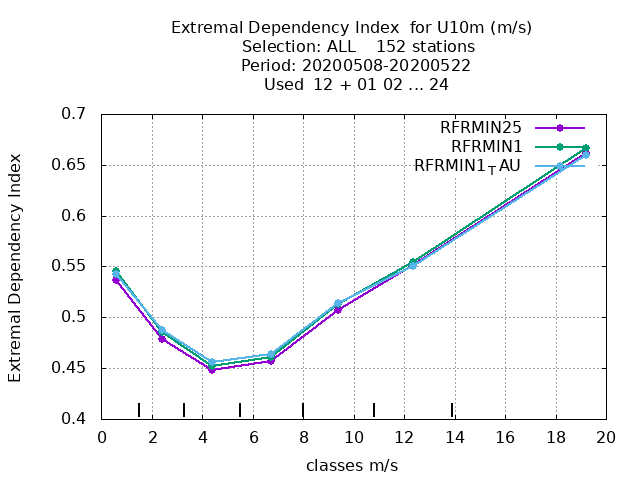 Extremal Dependency Index  for U10m (m/s)
Selection: ALL    152 stations
Period: 20200508-20200522
Used  12 + 01 02 ... 24
RFRMIN25
RFRMIN1
RFRMIN1TAU
Extremal Dependency Index
0.7
0.65
0.6
0.55
0.5
0.45
0.4
0 2 4 6 8 10 12 14 16 18 20
classes m/s